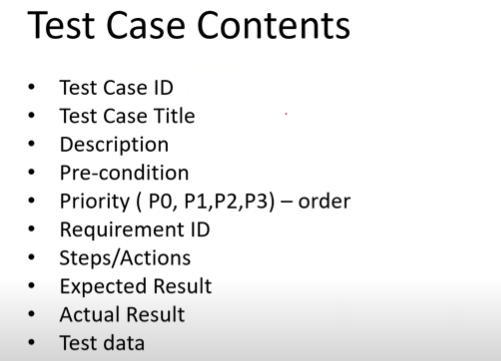 Test Case Contents
• Test Case ID
• Test Case Title
• Description
• Pre-condition
• Priority ( P0, P1,P2,P3) – order
• Requirement ID
• Steps/Actions
• Expected Result
• Actual Result
• Test data